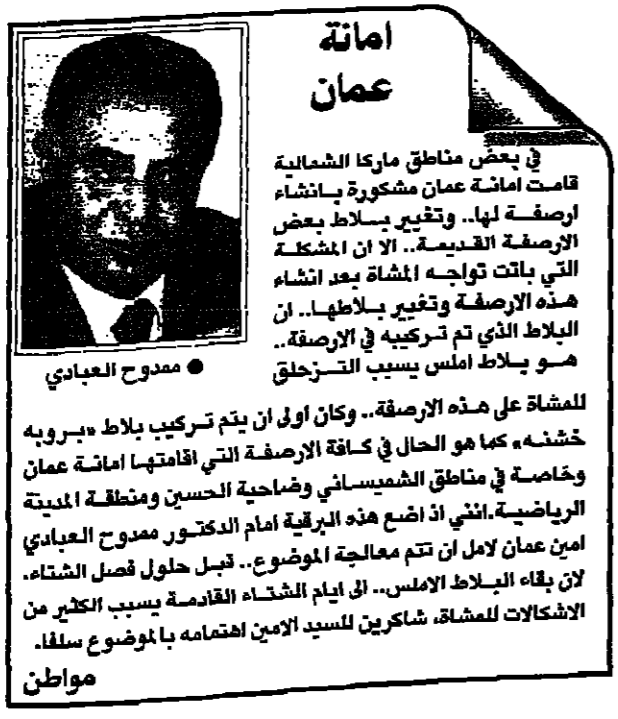 امانة
عمان
في بعض مناطق ماركا الشمالية
قامت امانة عمان مشكورة بانشاء
ارصفة لها.. وتغيير بلاط بعض
الارصفة القديمة.. الا ان المشكلة
التي باتت تواجه المشاة بعد انشاء
هذه الارصفة وتغيير بلاطها.. ان
البلاط الذي تم تركيبه في الارصفة..
هو بلاط املس يسبب التزحلق
● ممدوح العبادي
للمشاة على هذه الارصفة.. وكان اولى ان يتم تركيب بلاط «بروبه
خشنه» كما هو الحال في كافة الارصفة التي اقامتها امانة عمان
وخاصة في مناطق الشميساني وضاحية الحسين ومنطقة المدينة
الرياضية.انني اذ اضع هذه البرقية امام الدكتور ممدوح العبادي
امين عمان لامل ان تتم معالجة الموضوع.. قبل حلول فصل الشتاء.
لان بقاء البلاط الاملس.. الى ايام الشتاء القادمة يسبب الكثير من
الاشكالات للمشاة، شاكرين للسيد الامين اهتمامه بالموضوع سلفا.
مواطن